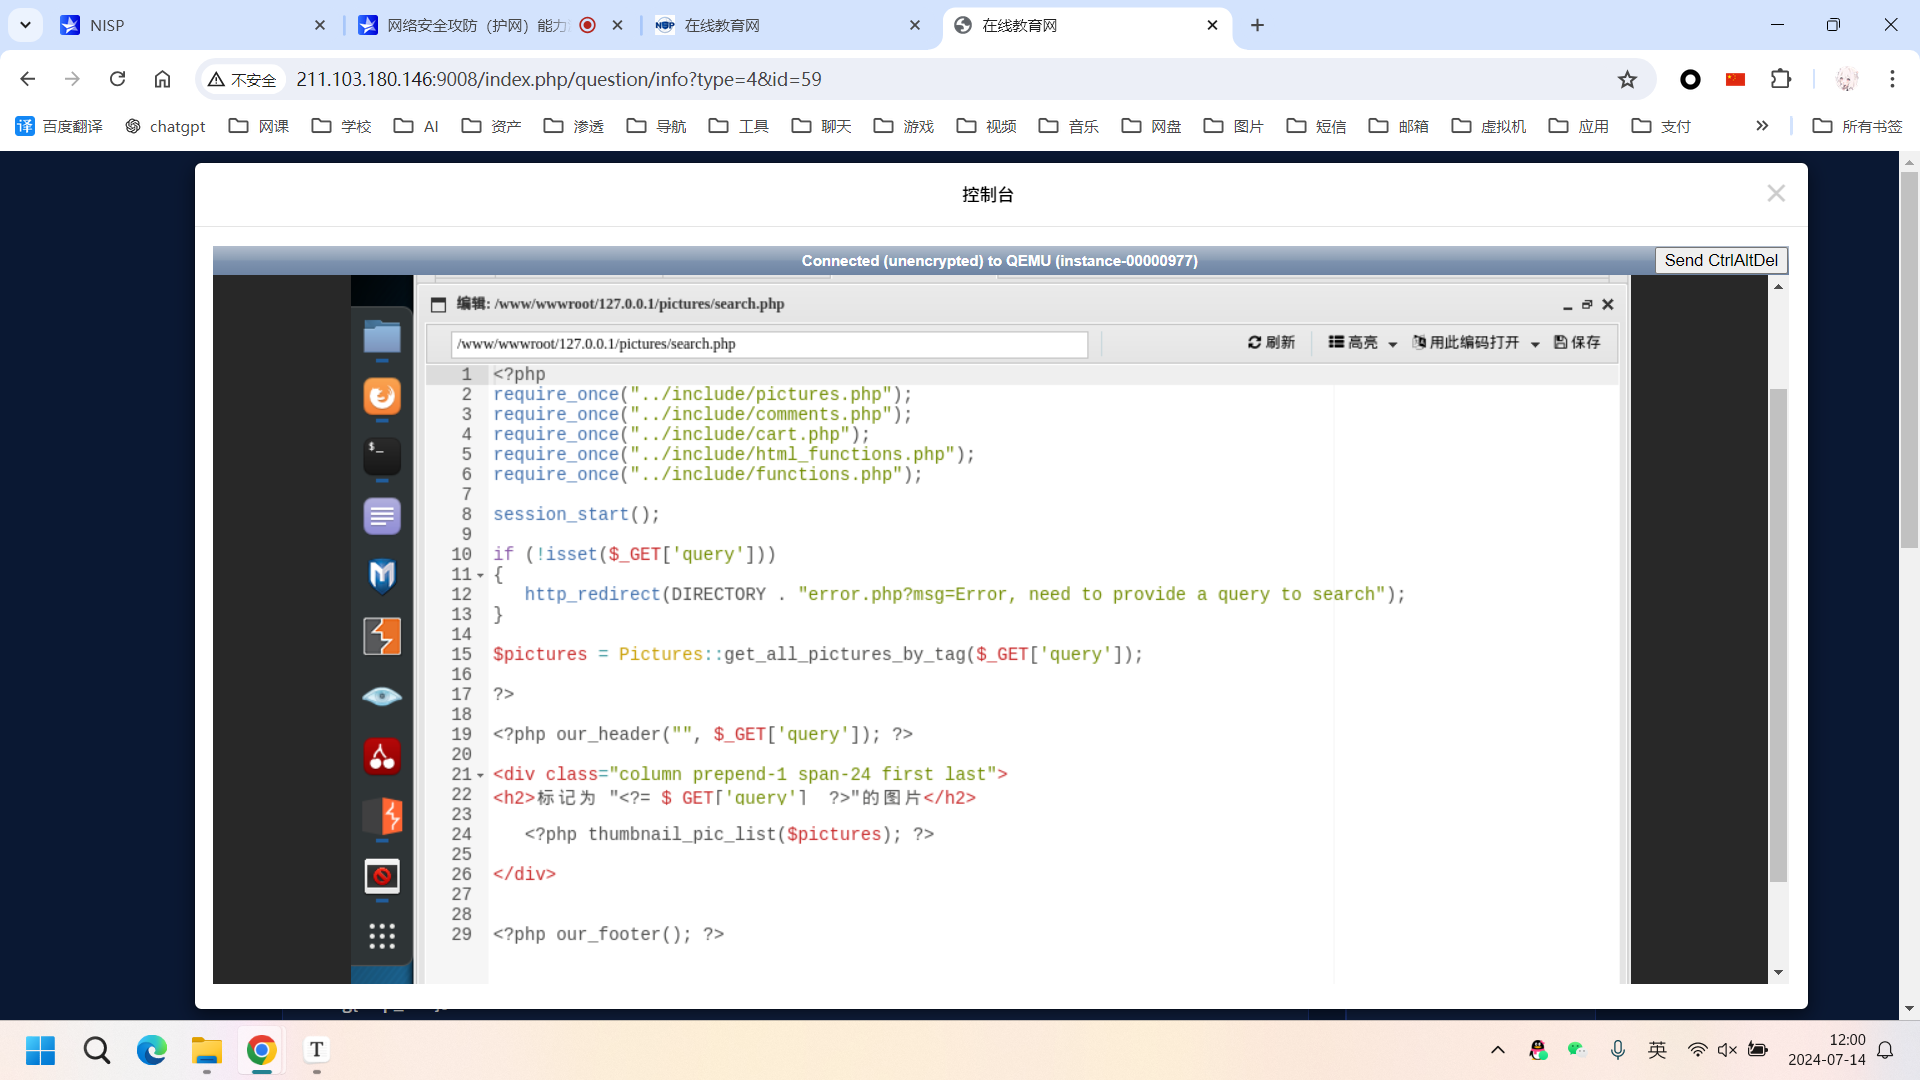 NISP
网络安全攻防（护网）能力
在线教育网
在线教育网
不安全
211.103.180.146:9008/index.php/question/info?type=4&id=59
百度翻译
chatgpt
网课
学校
AI
资产
渗透
导航
工具
聊天
游戏
视频
音乐
网盘
图片
短信
邮箱
虚拟机
应用
支付
所有书签
控制台
Connected (unencrypted) to QEMU (instance-00000977)
Send CtrlAltDel
编辑: /www/wwwroot/127.0.0.1/pictures/search.php
/www/wwwroot/127.0.0.1/pictures/search.php
刷新
高亮
用此编码打开
保存
1 <?php
2 require_once("../include/pictures.php");
3 require_once("../include/comments.php");
4 require_once("../include/cart.php");
5 require_once("../include/html_functions.php");
6 require_once("../include/functions.php");
7
8 session_start();
9
10 if (!isset($_GET['query']))
11 {
12    http_redirect(DIRECTORY . "error.php?msg=Error, need to provide a query to search");
13 }
14
15 $pictures = Pictures::get_all_pictures_by_tag($_GET['query']);
16
17 ?>
18
19 <?php our_header("", $_GET['query']); ?>
20
21 <div class="column prepend-1 span-24 first last">
22 <h2>标记为 "<?= $_GET['query']  ?>"的图片</h2>
23
24    <?php thumbnail_pic_list($pictures); ?>
25
26 </div>
27
28
29 <?php our_footer(); ?>
英
12:00
2024-07-14